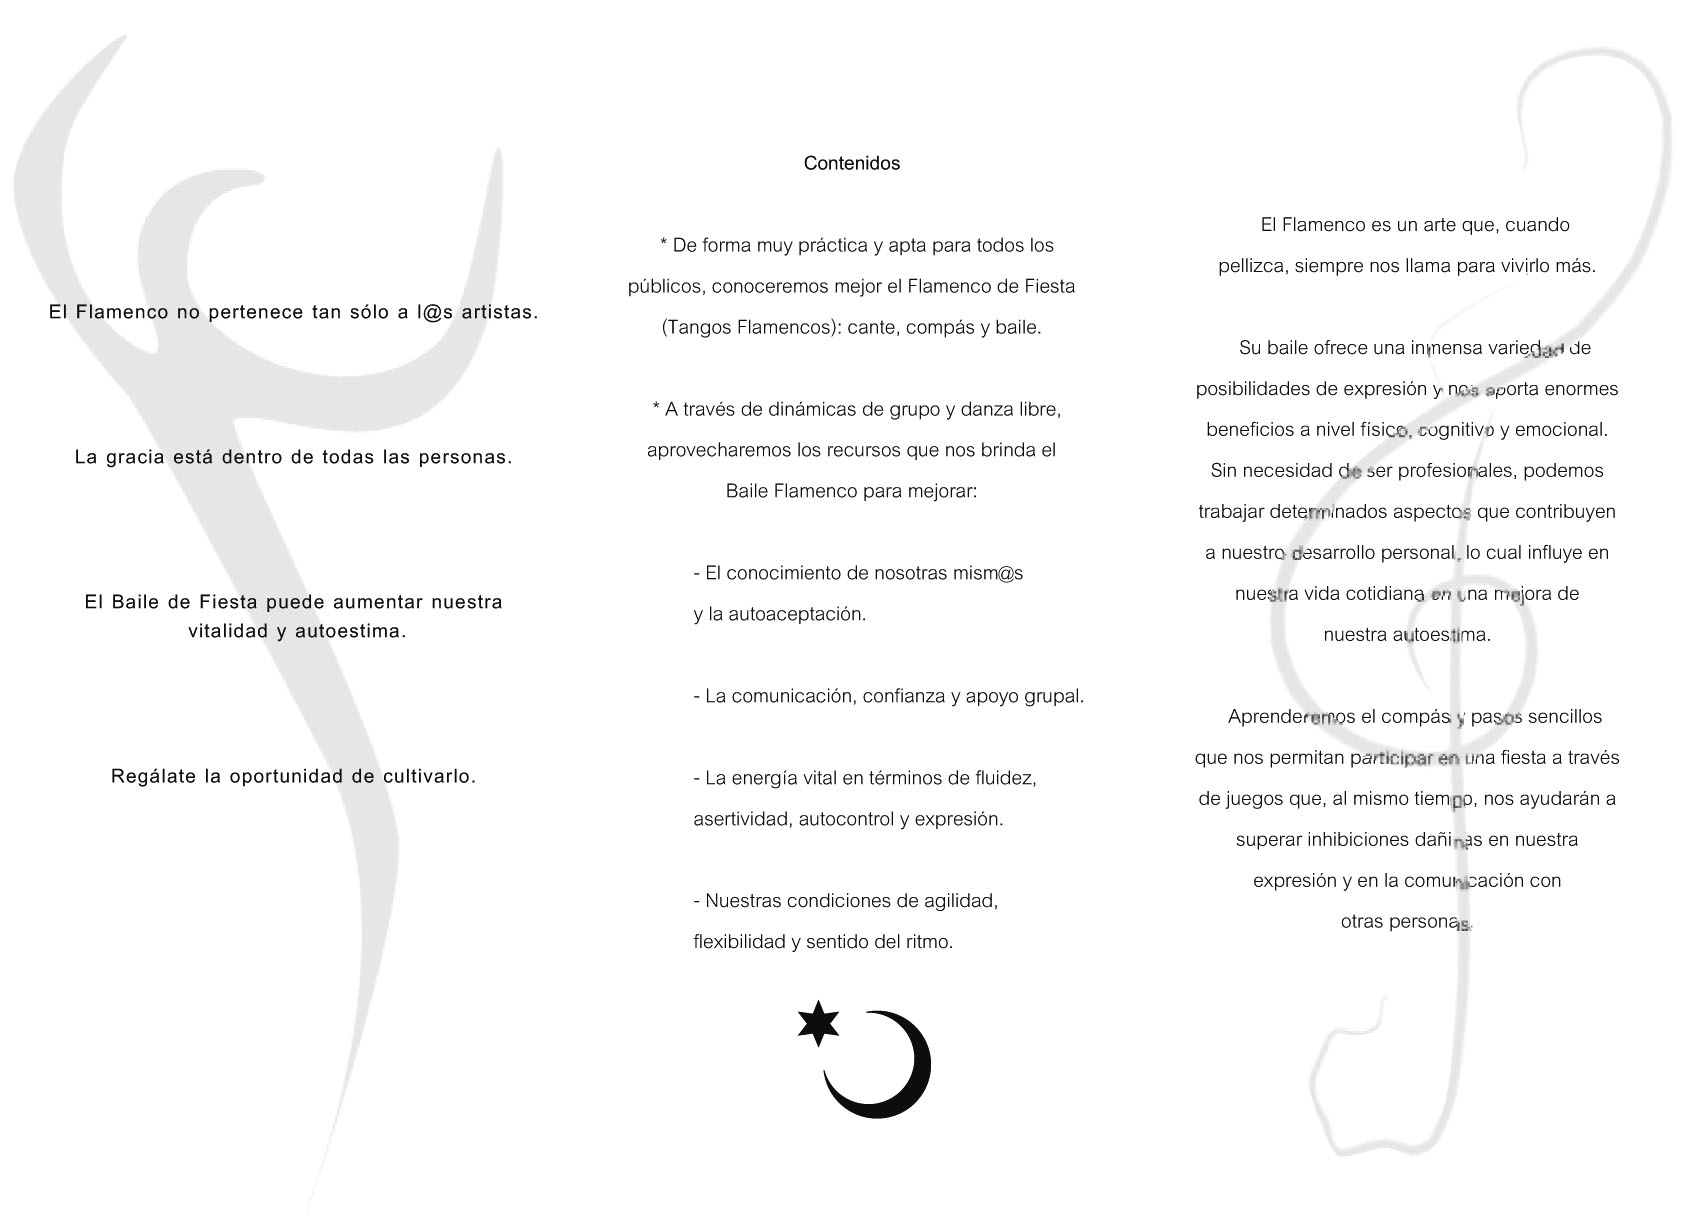 El Flamenco no pertenece tan sólo a l@s artistas.
La gracia está dentro de todas las personas.
El Baile de Fiesta puede aumentar nuestra
vitalidad y autoestima.
Regálate la oportunidad de cultivarlo.
Contenidos
* De forma muy práctica y apta para todos los
públicos, conoceremos mejor el Flamenco de Fiesta
(Tangos Flamencos): cante, compás y baile.
* A través de dinámicas de grupo y danza libre,
aprovecharemos los recursos que nos brinda el
Baile Flamenco para mejorar:
- El conocimiento de nosotras mism@s
y la autoaceptación.
- La comunicación, confianza y apoyo grupal.
- La energía vital en términos de fluidez,
asertividad, autocontrol y expresión.
- Nuestras condiciones de agilidad,
flexibilidad y sentido del ritmo.
El Flamenco es un arte que, cuando
pellizca, siempre nos llama para vivirlo más.
Su baile ofrece una inmensa variedad de
posibilidades de expresión y nos aporta enormes
beneficios a nivel físico, cognitivo y emocional.
Sin necesidad de ser profesionales, podemos
trabajar determinados aspectos que contribuyen
a nuestro desarrollo personal, lo cual influye en
nuestra vida cotidiana en una mejora de
nuestra autoestima.
Aprenderemos el compás y pasos sencillos
que nos permitan participar en una fiesta a través
de juegos que, al mismo tiempo, nos ayudarán a
superar inhibiciones dañinas en nuestra
expresión y en la comunicación con
otras personas.